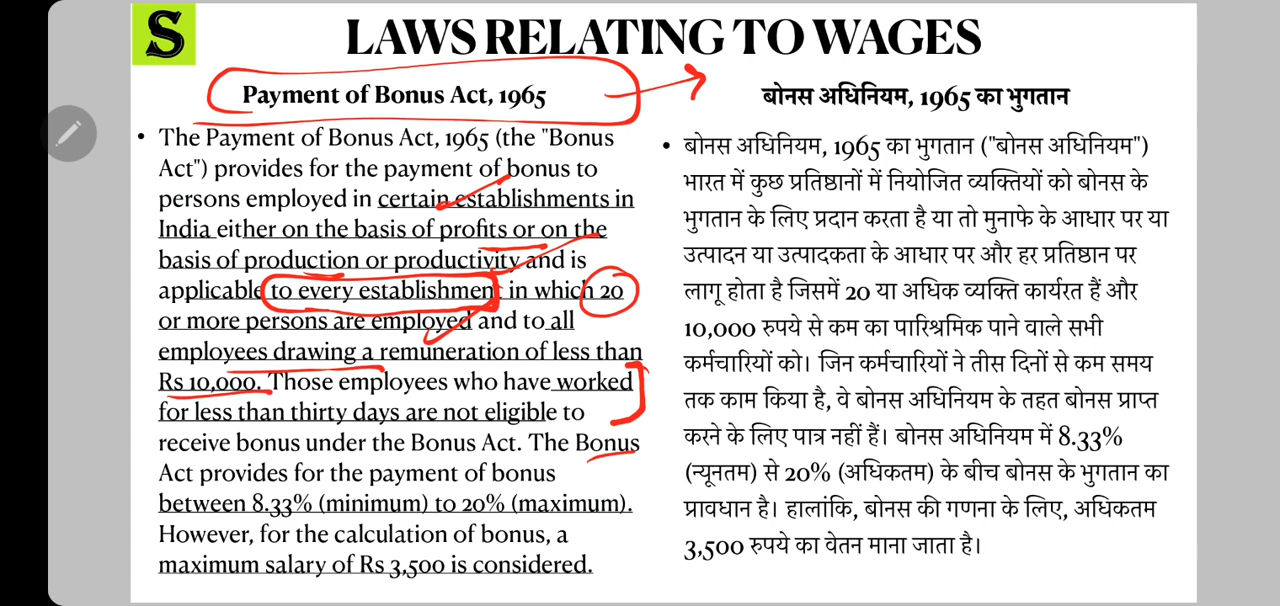 S
LAWS RELATING TO WAGES
Payment of Bonus Act, 1965
• The Payment of Bonus Act, 1965 (the "Bonus
Act") provides for the payment of bonus to
persons employed in certain establishments in
India either on the basis of profits or on the
basis of production or productivity and is
applicable to every establishment in which 20
or more persons are employed and to all
employees drawing a remuneration of less than
Rs 10,000. Those employees who have worked
for less than thirty days are not eligible to
receive bonus under the Bonus Act. The Bonus
Act provides for the payment of bonus
between 8.33% (minimum) to 20% (maximum).
However, for the calculation of bonus, a
maximum salary of Rs 3,500 is considered.
बोनस अधिनियम, 1965 का भुगतान
• बोनस अधिनियम, 1965 का भुगतान ("बोनस अधिनियम")
भारत में कुछ प्रतिष्ठानों में नियोजित व्यक्तियों को बोनस के
भुगतान के लिए प्रदान करता है या तो मुनाफे के आधार पर या
उत्पादन या उत्पादकता के आधार पर और हर प्रतिष्ठान पर
लागू होता है जिसमें 20 या अधिक व्यक्ति कार्यरत हैं और
10,000 रुपये से कम का पारिश्रमिक पाने वाले सभी
कर्मचारियों को। जिन कर्मचारियों ने तीस दिनों से कम समय
तक काम किया है, वे बोनस अधिनियम के तहत बोनस प्राप्त
करने के लिए पात्र नहीं हैं। बोनस अधिनियम में 8.33%
(न्यूनतम) से 20% (अधिकतम) के बीच बोनस के भुगतान का
प्रावधान है। हालांकि, बोनस की गणना के लिए, अधिकतम
3,500 रुपये का वेतन माना जाता है।